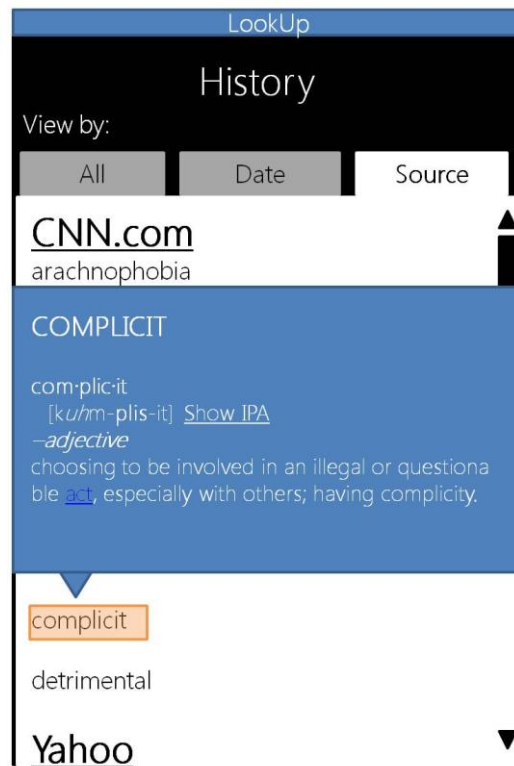 LookUp
History
View by:
All Date Source
CNN.com
arachnophobia
COMPLICIT
com·plic·it
[kuhm-plis-it] Show IPA
–adjective
choosing to be involved in an illegal or questiona
ble act, especially with others; having complicity.
complicit
detrimental
Yahoo